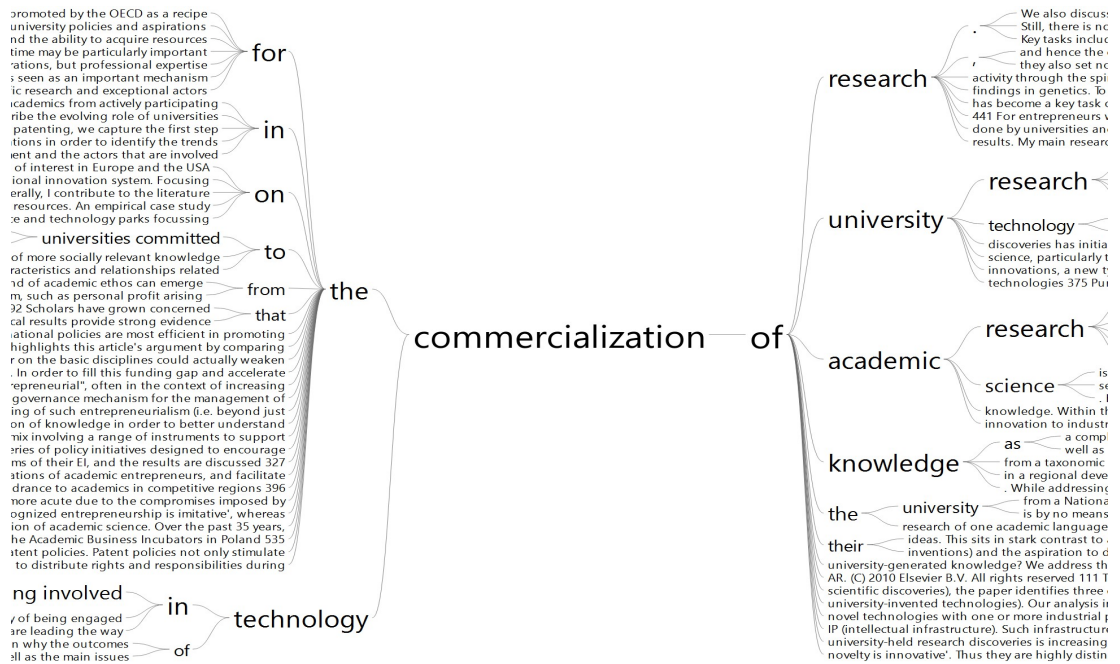 promoted by the OECD as a recipe
university policies and aspirations
nd the ability to acquire resources
time may be particularly important
rations, but professional expertise
s seen as an important mechanism
ic research and exceptional actors
for
academics from actively participating
ribe the evolving role of universities
patenting, we capture the first step
tions in order to identify the trends
nent and the actors that are involved
in
of interest in Europe and the USA
ional innovation system. Focusing
erally, I contribute to the literature
resources. An empirical case study
e and technology parks focussing
on
universities committed
of more socially relevant knowledge
racteristics and relationships related
to
nd of academic ethos can emerge
m, such as personal profit arising
from
92 Scholars have grown concerned
cal results provide strong evidence
that
ational policies are most efficient in promoting
highlights this article's argument by comparing
r on the basic disciplines could actually weaken
. In order to fill this funding gap and accelerate
repreneurial", often in the context of increasing
governance mechanism for the management of
ing of such entrepreneurialism (i.e. beyond just
on of knowledge in order to better understand
mix involving a range of instruments to support
eries of policy initiatives designed to encourage
ms of their EI, and the results are discussed 327
ations of academic entrepreneurs, and facilitate
drance to academics in competitive regions 396
more acute due to the compromises imposed by
ognized entrepreneurship is imitative', whereas
ion of academic science. Over the past 35 years,
he Academic Business Incubators in Poland 535
atent policies. Patent policies not only stimulate
to distribute rights and responsibilities during
the
ng involved
y of being engaged
are leading the way
in
n why the outcomes
ell as the main issues
of
technology
commercialization
of
research
.
We also discus
Still, there is no
Key tasks includ
,
and hence the
they also set no
activity through the spi
findings in genetics. To
has become a key task
441 For entrepreneurs
done by universities an
results. My main resear
university
research
technology
discoveries has initia
science, particularly t
innovations, a new ty
technologies 375 Pur
academic
research
science
is
se
.
knowledge. Within th
innovation to industr
knowledge
as
a compl
well as
from a taxonomic
in a regional deve
. While addressing
the
university
from a Nationa
is by no means
research of one academic language
their
ideas. This sits in stark contrast to
inventions) and the aspiration to d
university-generated knowledge? We address th
AR. (C) 2010 Elsevier B.V. All rights reserved 111 T
scientific discoveries), the paper identifies three
university-invented technologies). Our analysis i
novel technologies with one or more industrial p
IP (intellectual infrastructure). Such infrastructur
university-held research discoveries is increasing
novelty is innovative'. Thus they are highly distin